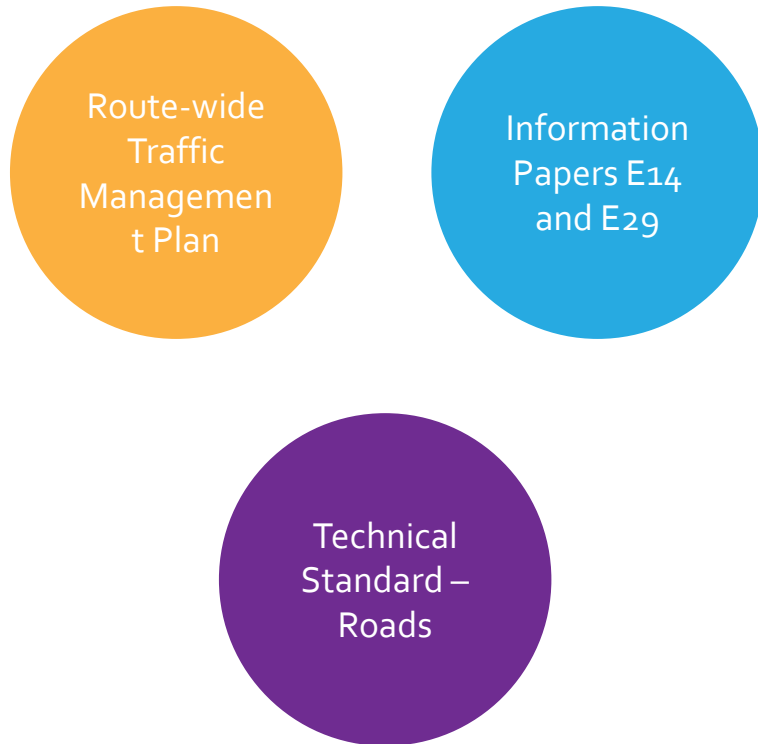 Route-wide
Traffic
Managemen
t Plan
Information
Papers E14
and E29
Technical
Standard –
Roads